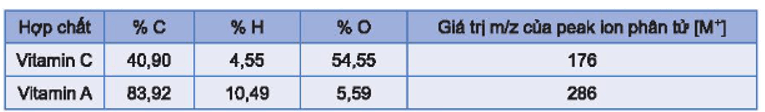 Hợp chất % C % H % O Giá trị m/z của peak ion phân tử [M⁺]
Vitamin C 40,90 4,55 54,55 176
Vitamin A 83,92 10,49 5,59 286